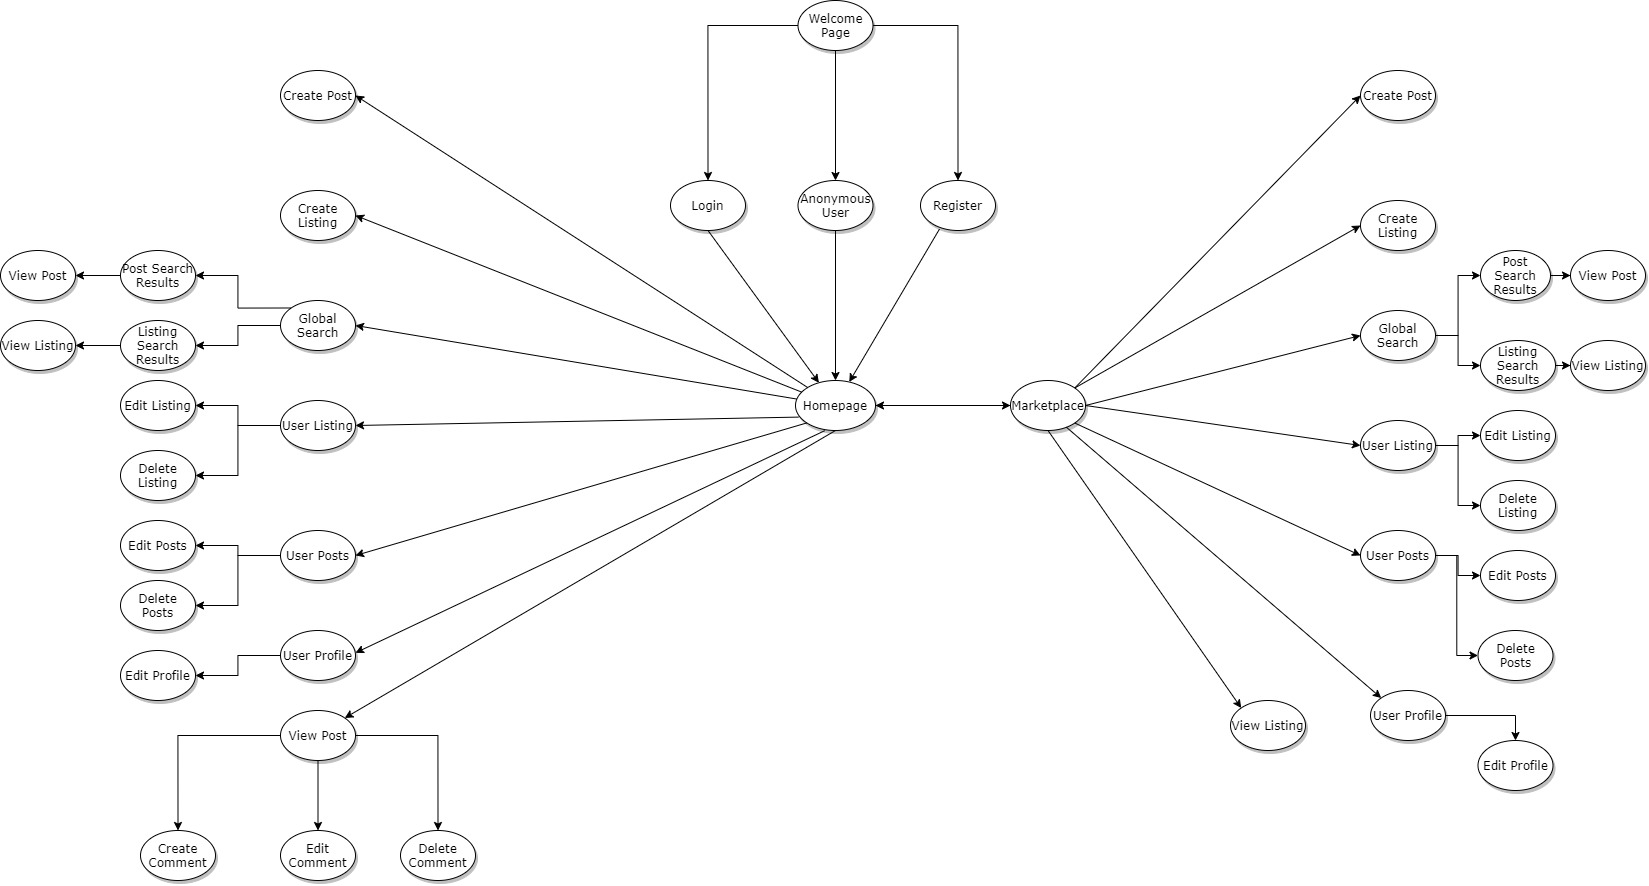 Welcome
Page
Create Post
Create Post
Login
Anonymous
User
Register
Create
Listing
Create
Listing
View Post
Post Search
Results
Global
Search
View Listing
Listing
Search
Results
Global
Search
Post
Search
Results
View Post
Listing
Search
Results
View Listing
Homepage
Marketplace
Edit Listing
User Listing
Delete
Listing
User Listing
Edit Listing
Delete
Listing
Edit Posts
User Posts
Delete
Posts
User Posts
Edit Posts
Delete
Posts
User Profile
Edit Profile
View Listing
User Profile
Edit Profile
View Post
Create
Comment
Edit
Comment
Delete
Comment